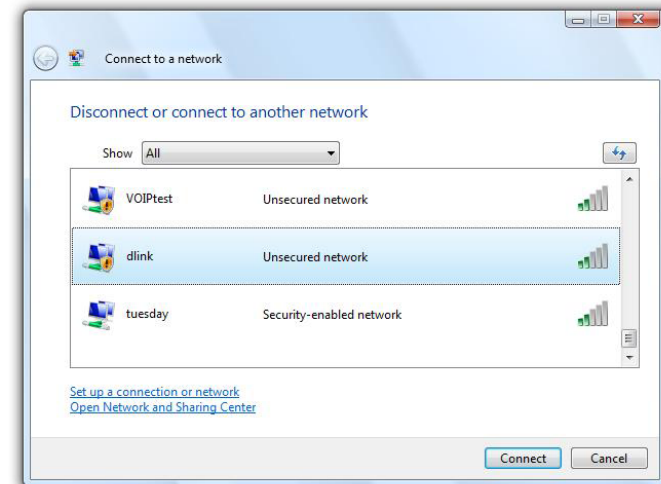 Connect to a network
Disconnect or connect to another network
Show All
VOIPtest Unsecured network
dlink Unsecured network
tuesday Security-enabled network
Set up a connection or network
Open Network and Sharing Center
Connect Cancel